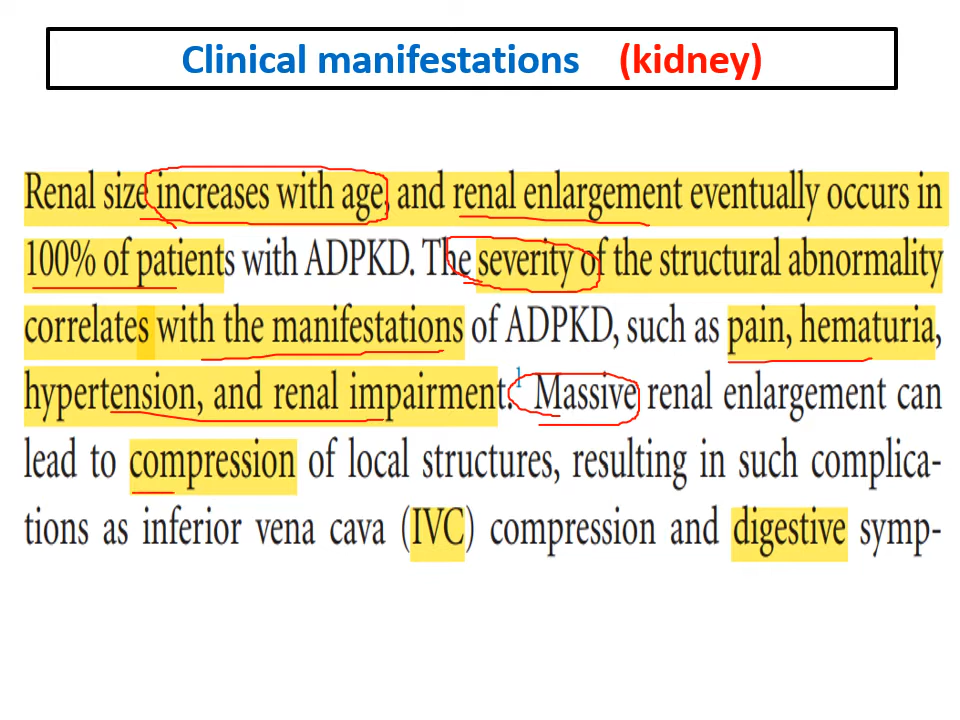 Clinical manifestations (kidney)
Renal size increases with age, and renal enlargement eventually occurs in
100% of patients with ADPKD. The severity of the structural abnormality
correlates with the manifestations of ADPKD, such as pain, hematuria,
hypertension, and renal impairment.1 Massive renal enlargement can
lead to compression of local structures, resulting in such complica-
tions as inferior vena cava (IVC) compression and digestive symp-